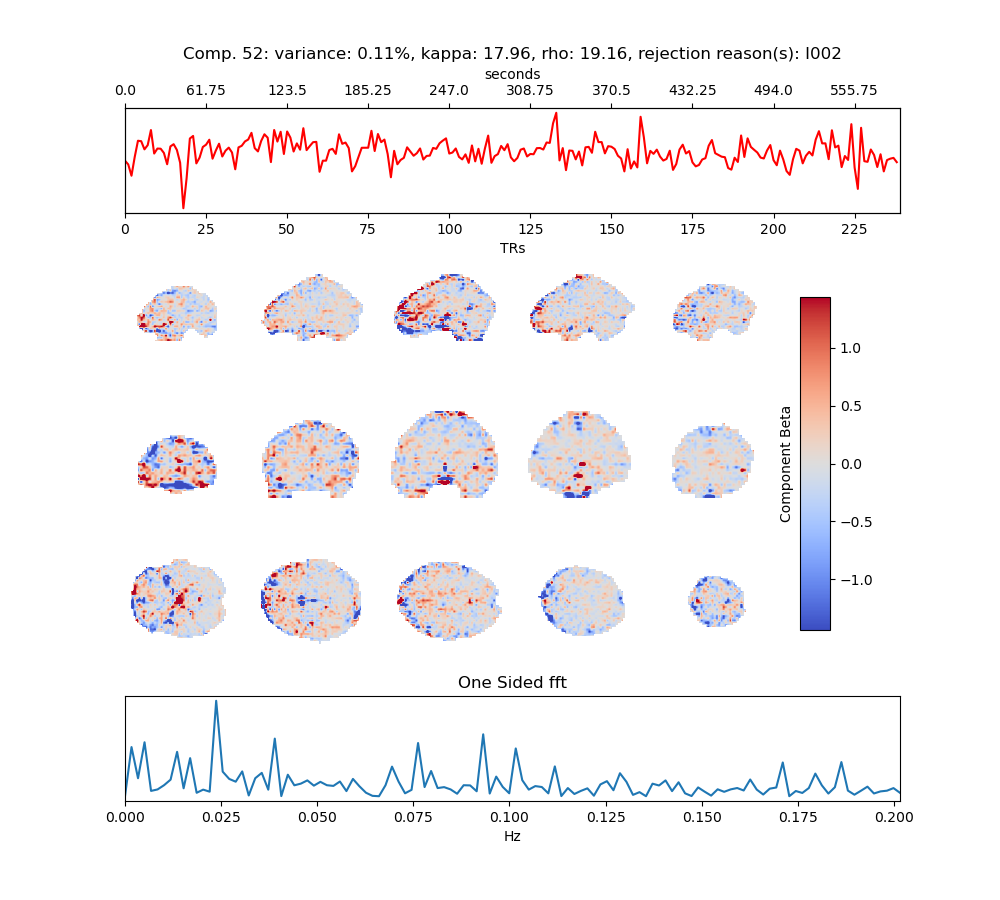 Comp. 52: variance: 0.11%, kappa: 17.96, rho: 19.16, rejection reason(s): I002
seconds
0.0 61.75 123.5 185.25 247.0 308.75 370.5 432.25 494.0 555.75
0 25 50 75 100 125 150 175 200 225
TRs
1.0
0.5
0.0
−0.5
−1.0
Component Beta
One Sided fft
0.000 0.025 0.050 0.075 0.100 0.125 0.150 0.175 0.200
Hz